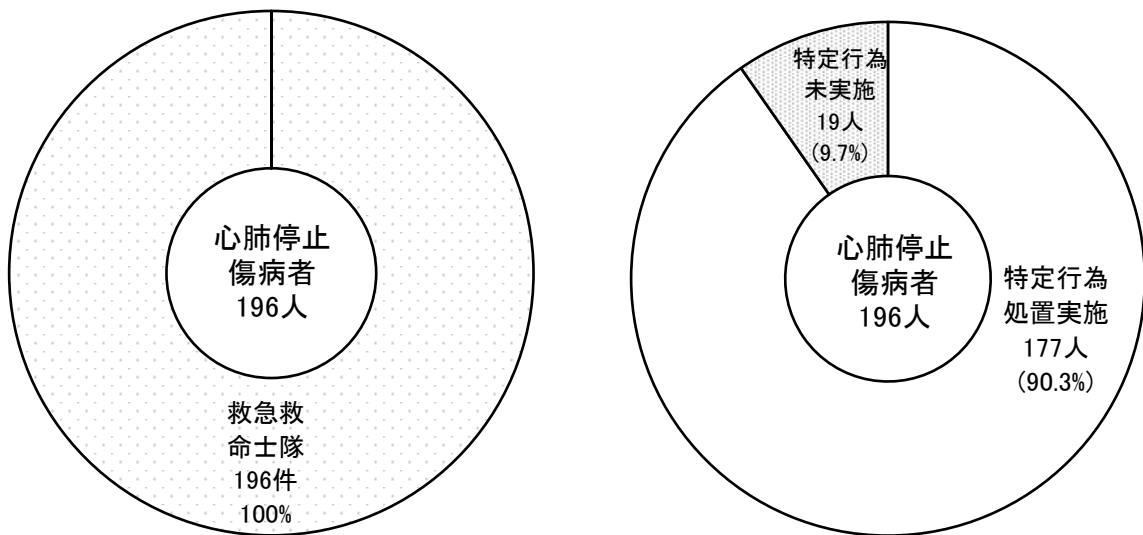 心肺停止
傷病者
196人
救急救
命士隊
196件
100%
特定行為
未実施
19人
(9.7%)
心肺停止
傷病者
196人
特定行為
処置実施
177人
(90.3%)